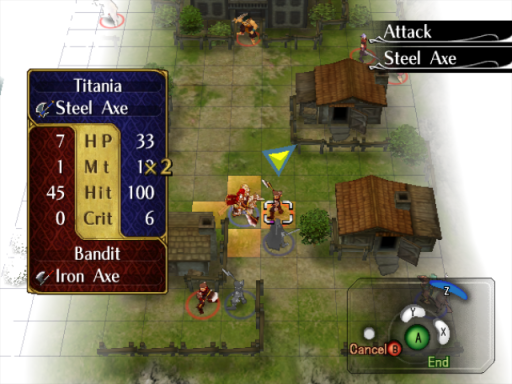 Attack
Steel Axe
Titania
Steel Axe
7 HP 33
1 Mt 12×2
45 Hit 100
0 Crit 6
Bandit
Iron Axe
Z
Y
X
A
Cancel B
End